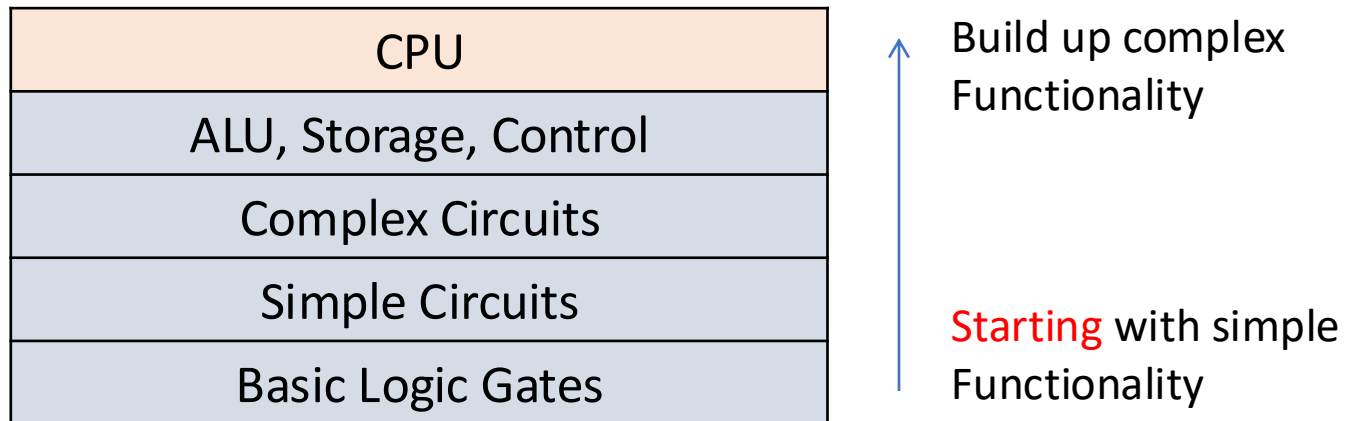 CPU
ALU, Storage, Control
Complex Circuits
Simple Circuits
Basic Logic Gates
Build up complex
Functionality
Starting with simple
Functionality